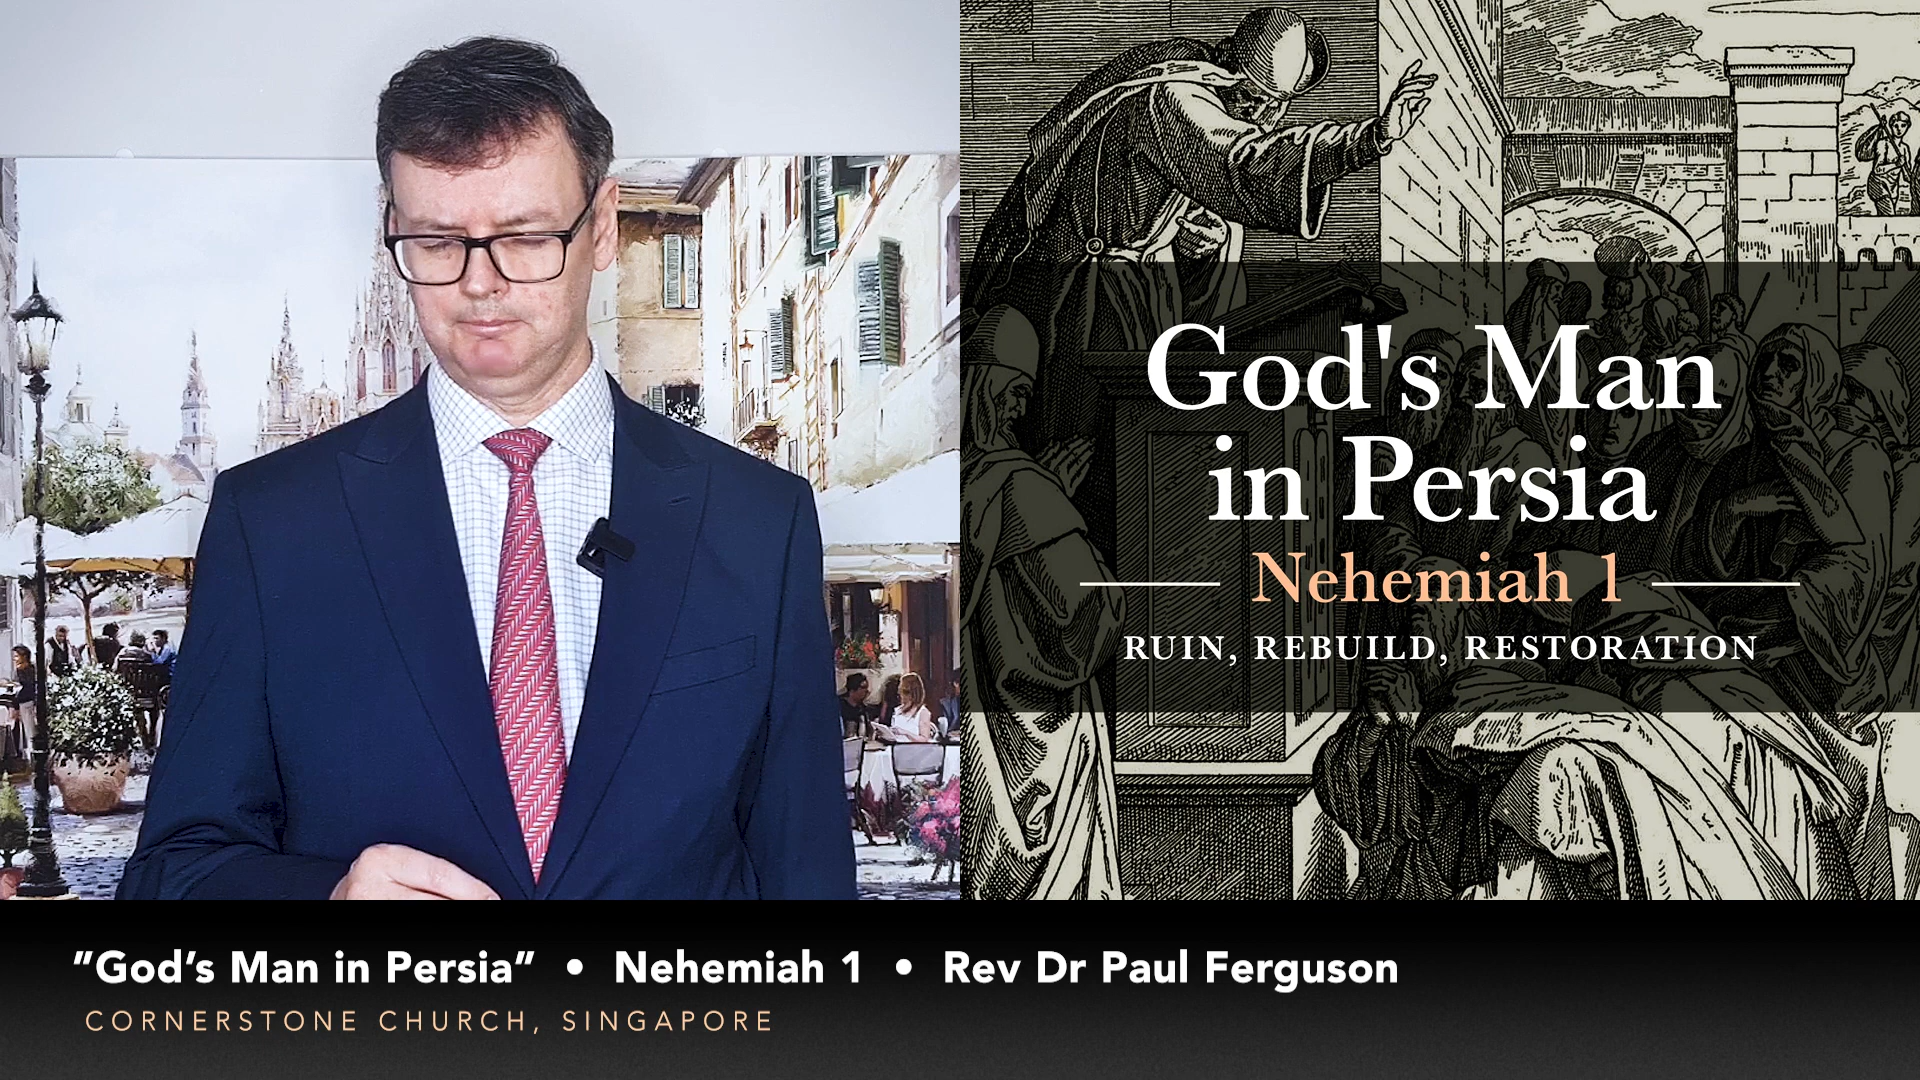 God's Man
in Persia
Nehemiah 1
RUIN, REBUILD, RESTORATION
"God’s Man in Persia" • Nehemiah 1 • Rev Dr Paul Ferguson
CORNERSTONE CHURCH, SINGAPORE